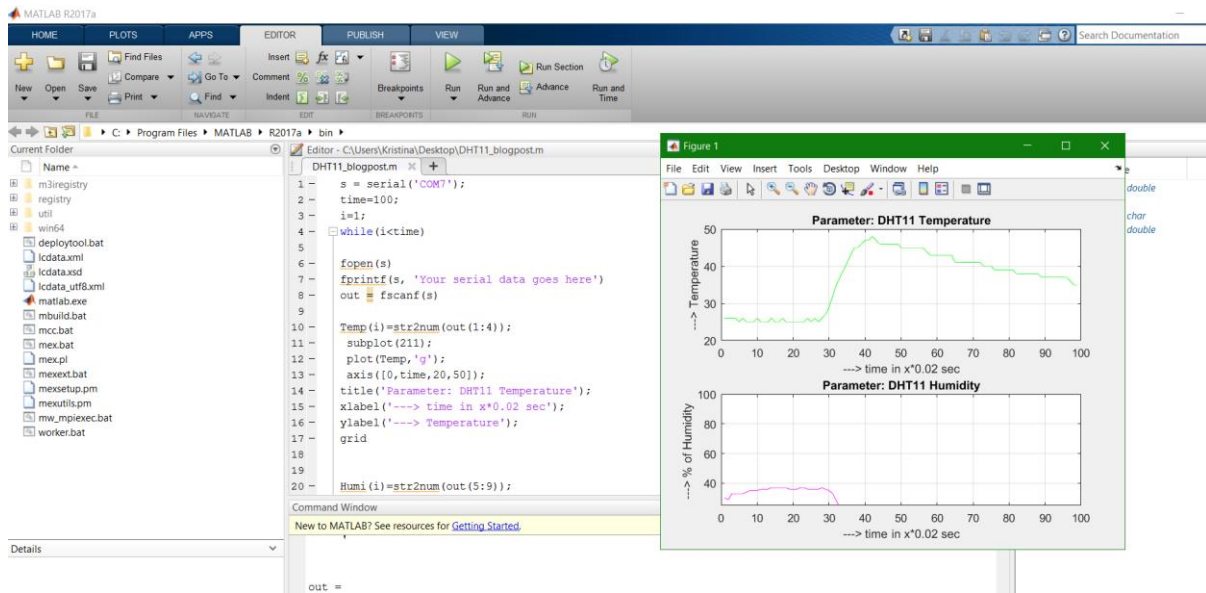 MATLAB R2017a
HOME PLOTS APPS EDITOR PUBLISH VIEW
Search Documentation
New Open Save
Find Files
Compare
Print
Go To
Find
Insert fx
Comment
Indent
Breakpoints
Run
Run and Advance
Run Section
Advance
Run and Time
FILE NAVIGATE EDIT BREAKPOINTS RUN
C: Program Files MATLAB R2017a bin
Current Folder
Name
m3iregistry
registry
util
win64
deploytool.bat
lcdata.xml
lcdata.xsd
lcdata_utf8.xml
matlab.exe
mbuild.bat
mcc.bat
mex.bat
mex.pl
mexext.bat
mexsetup.pm
mexutils.pm
mw_mpiexec.bat
worker.bat
Details
Editor - C:\Users\Kristina\Desktop\DHT11_blogpost.m
DHT11_blogpost.m
1 - s = serial('COM7');
2 - time=100;
3 - i=1;
4 - while(i<time)
5
6 - fopen(s)
7 - fprintf(s, 'Your serial data goes here')
8 - out = fscanf(s)
9
10 - Temp(i)=str2num(out(1:4));
11 - subplot(211);
12 - plot(Temp,'g');
13 - axis([0,time,20,50]);
14 - title('Parameter: DHT11 Temperature');
15 - xlabel('---> time in x*0.02 sec');
16 - ylabel('---> Temperature');
17 - grid
18
19
20 - Humi(i)=str2num(out(5:9));
Command Window
New to MATLAB? See resources for Getting Started.
out =
Figure 1
File Edit View Insert Tools Desktop Window Help
Parameter: DHT11 Temperature
---> Temperature
50
40
30
20
0 10 20 30 40 50 60 70 80 90 100
---> time in x*0.02 sec
Parameter: DHT11 Humidity
---> % of Humidity
100
80
60
40
0 10 20 30 40 50 60 70 80 90 100
---> time in x*0.02 sec
double
char
double